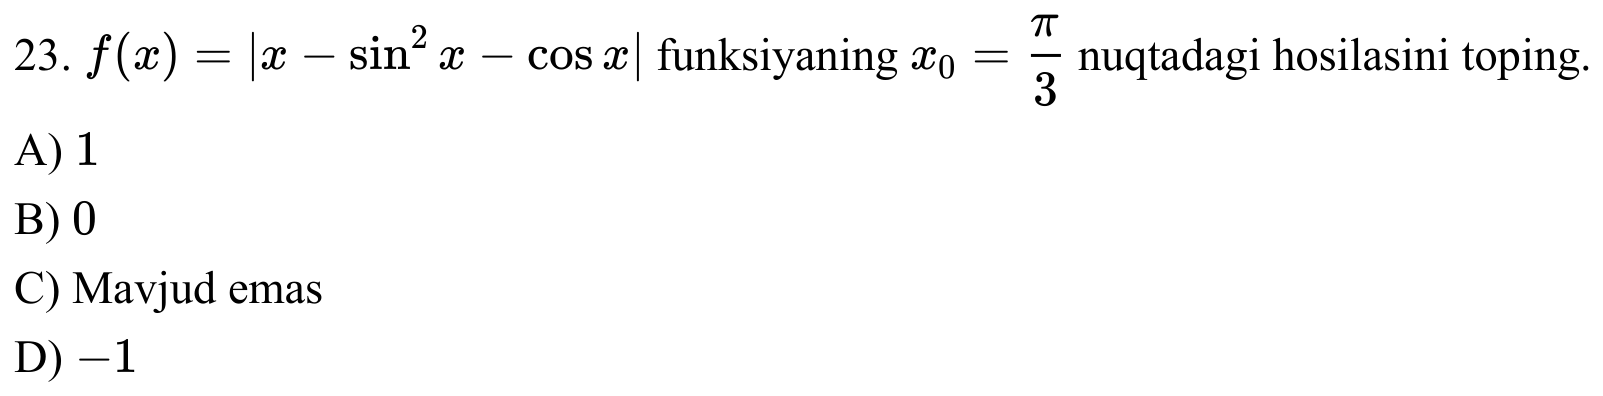 23. f(x) = |x − sin² x − cos x| funksiyaning x₀ = π/3 nuqtadagi hosilasini toping.
A) 1
B) 0
C) Mavjud emas
D) −1